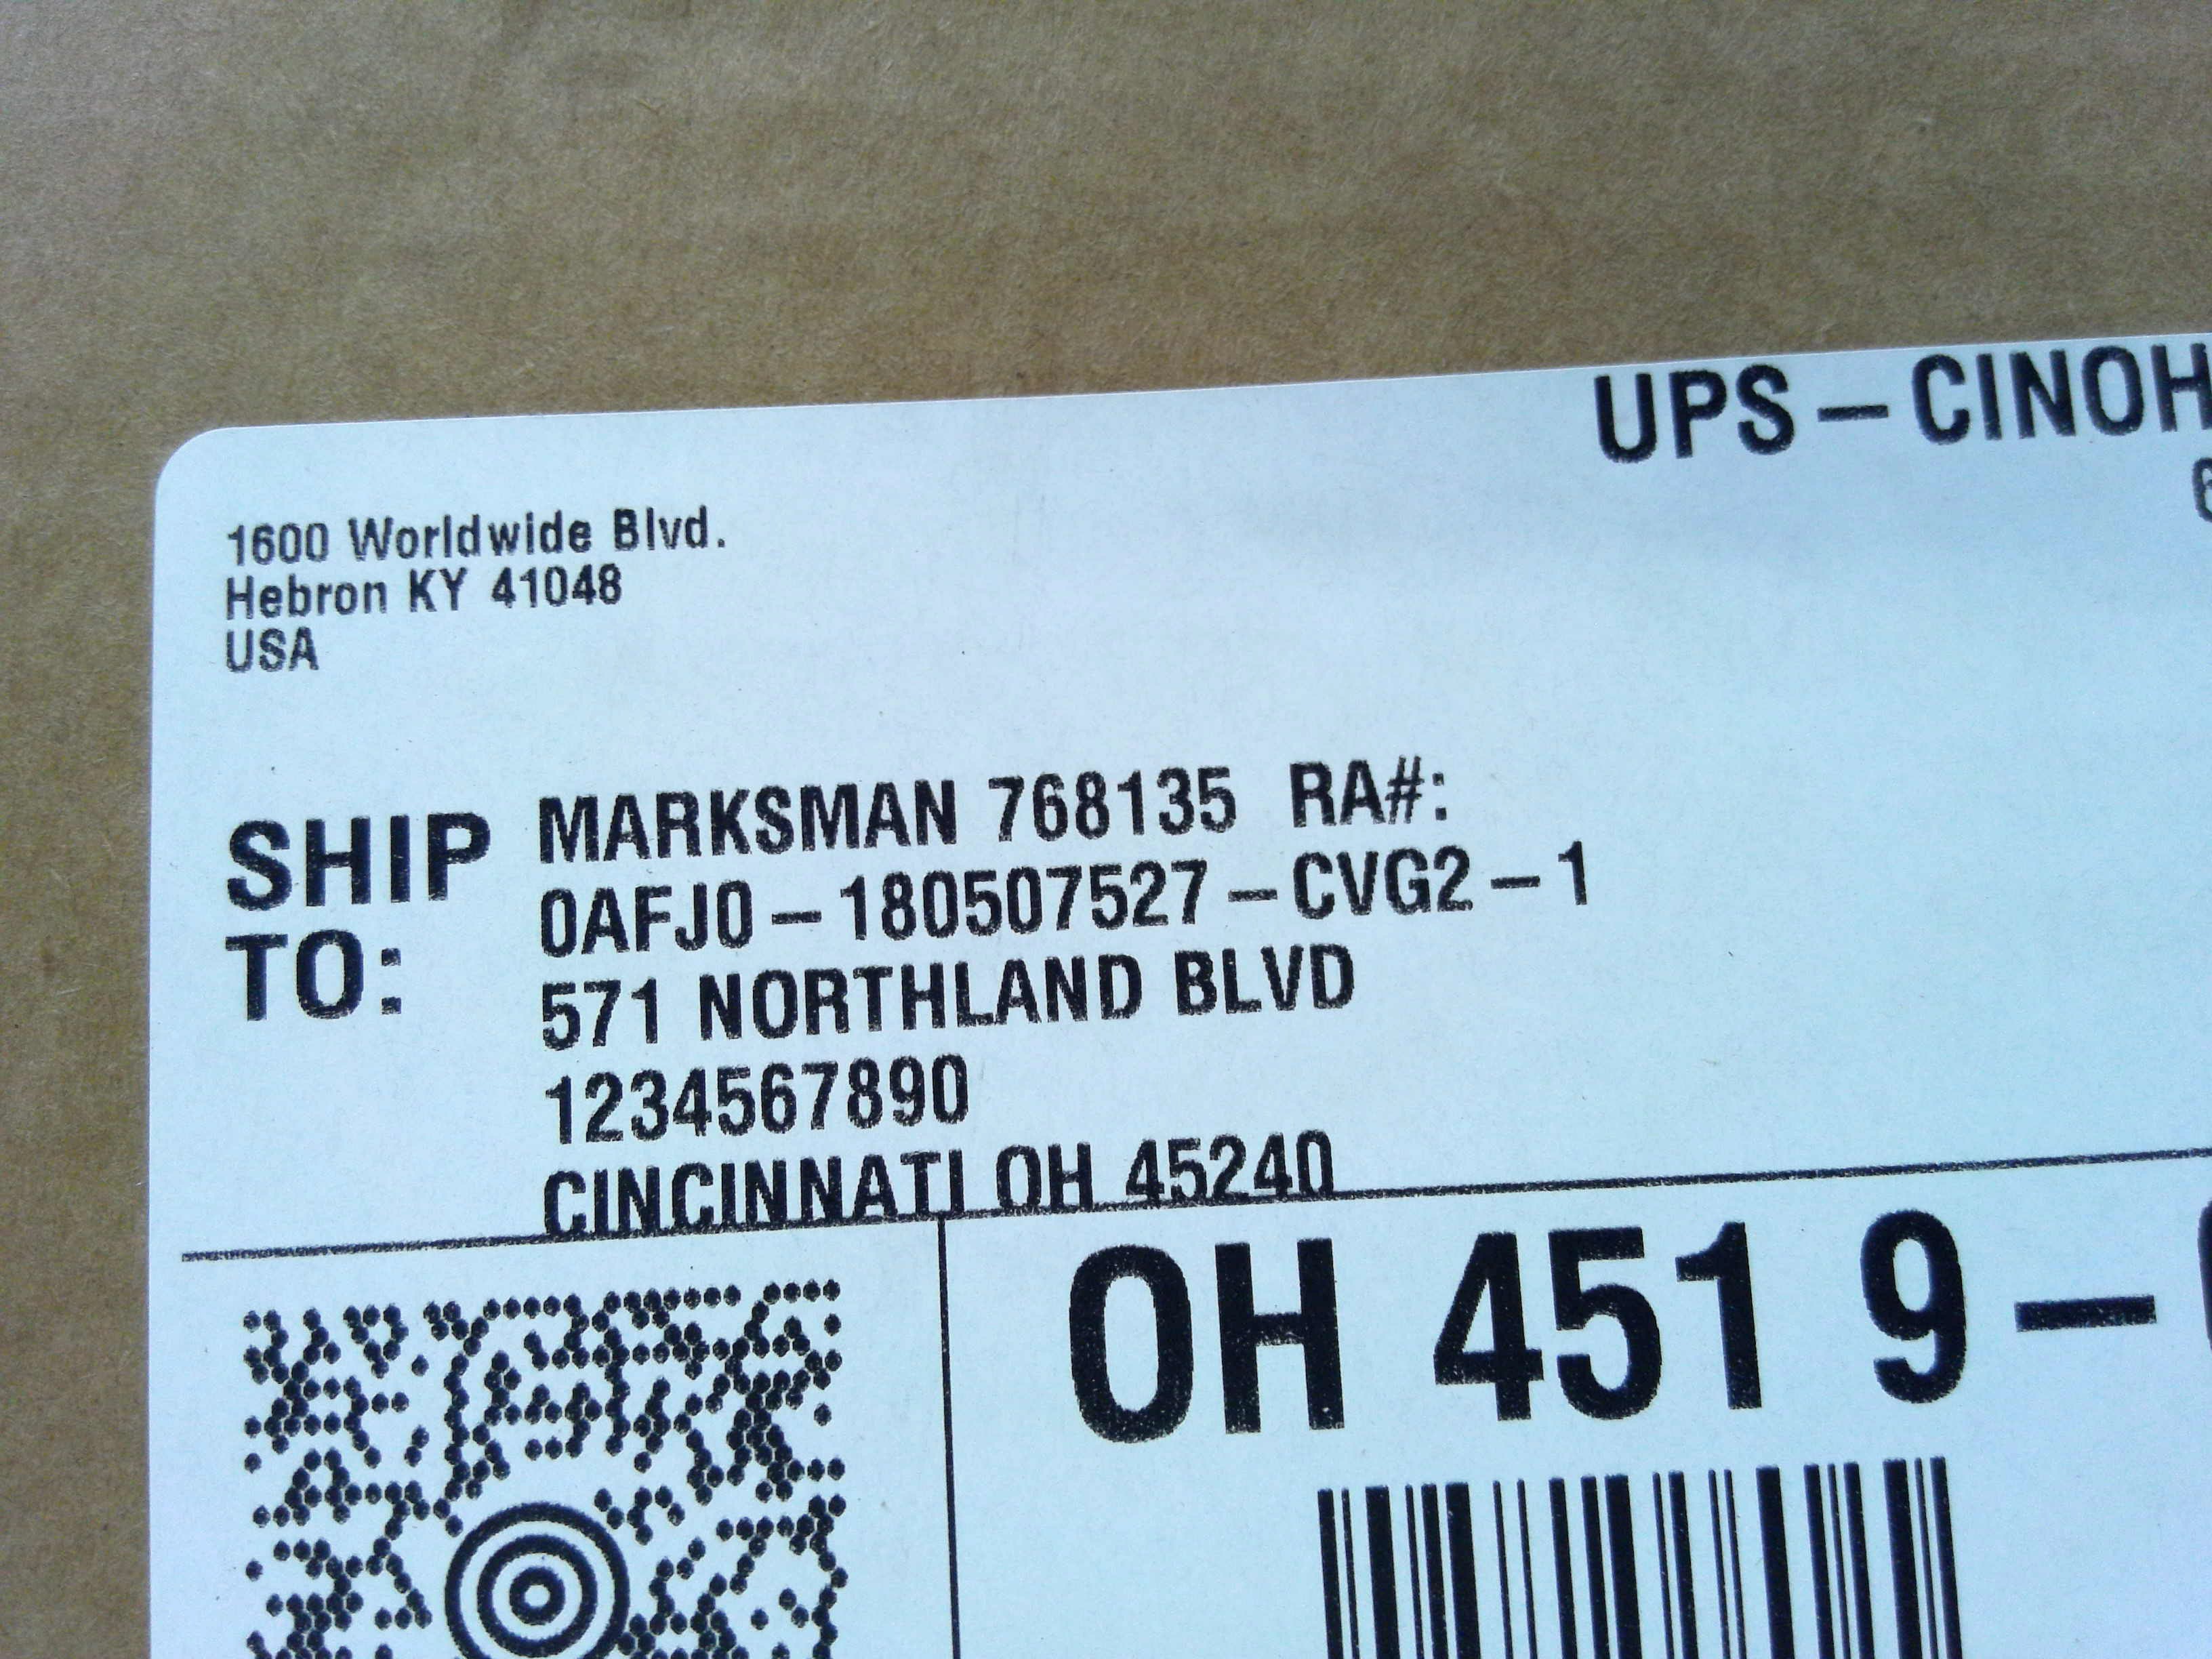 UPS – CINOH
1600 Worldwide Blvd.
Hebron KY 41048
USA
SHIP TO:
MARKSMAN 768135 RA#:
0AFJ0 – 180507527 – CVG2 – 1
571 NORTHLAND BLVD
1234567890
CINCINNATI OH 45240
OH 451 9 –